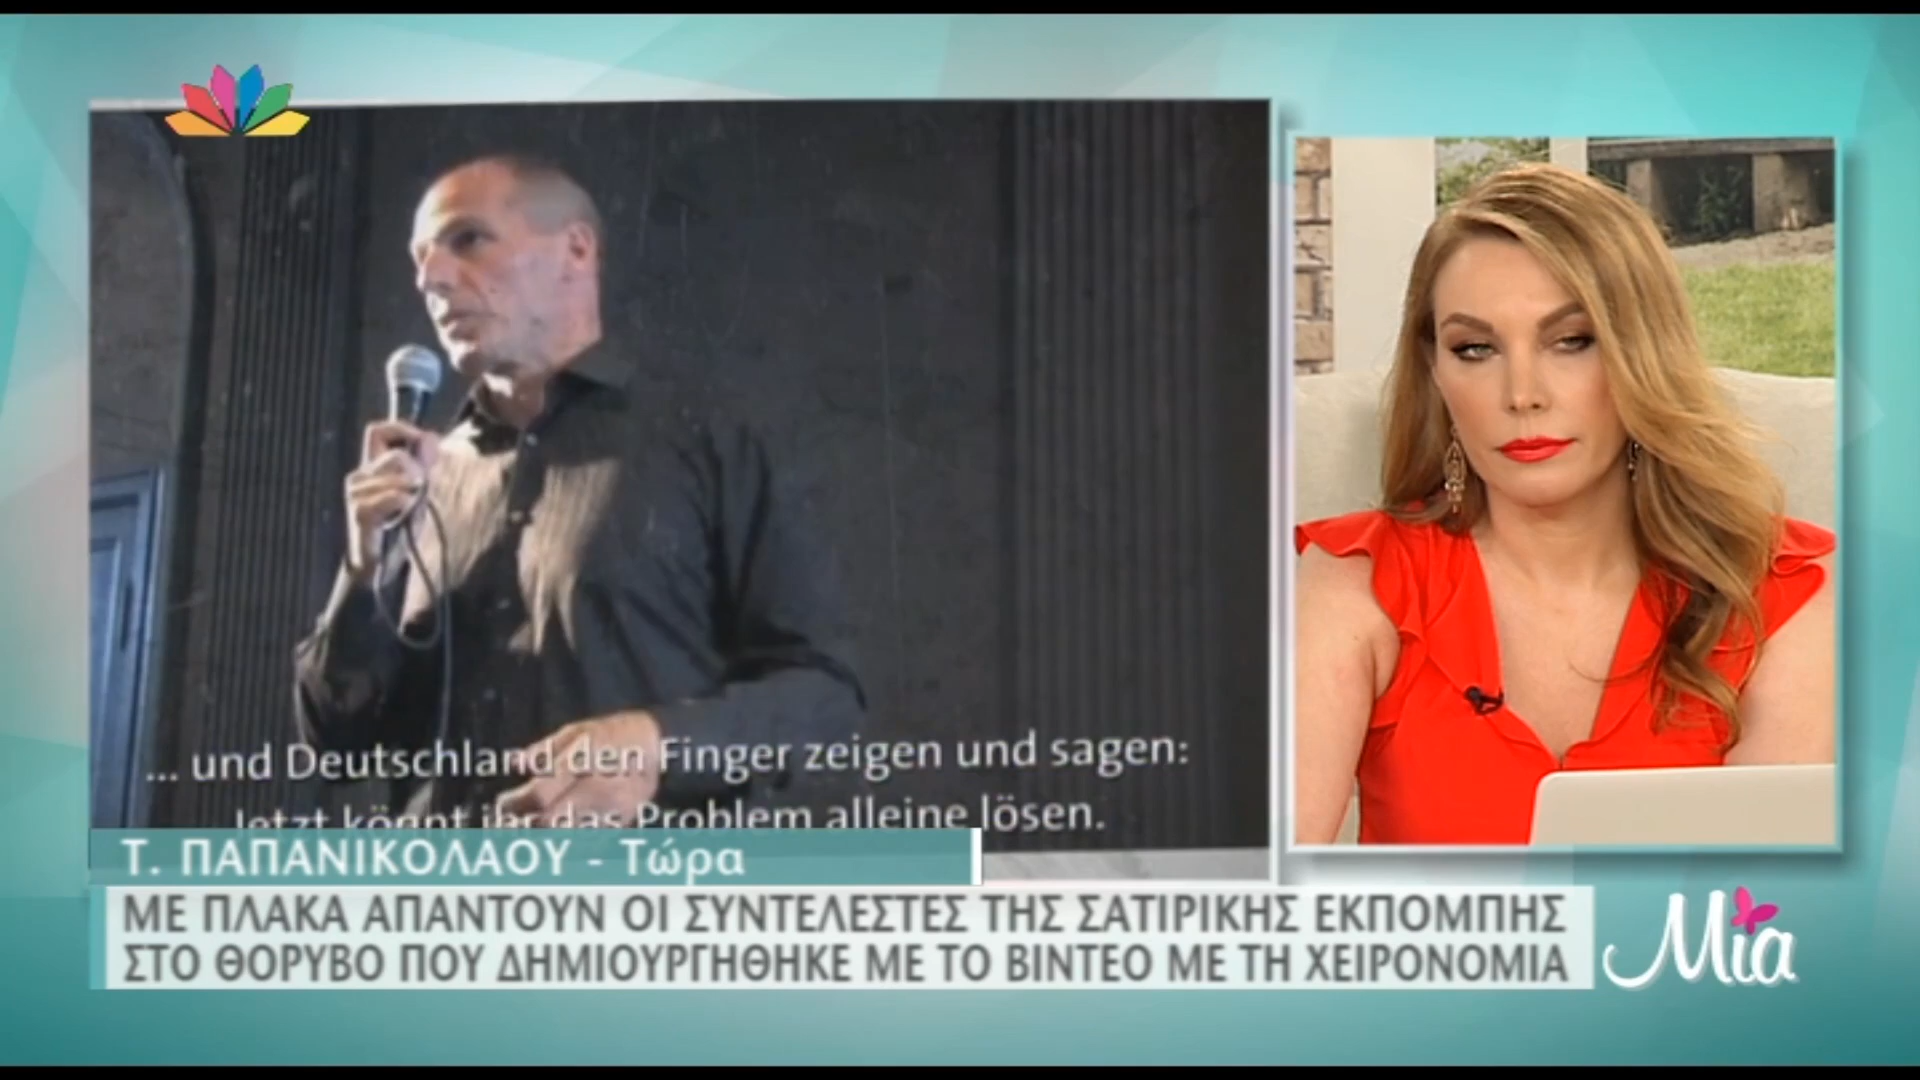 ... und Deutschland den Finger zeigen und sagen:
Jetzt könnt ihr das Problem alleine lösen.
Τ. ΠΑΠΑΝΙΚΟΛΑΟΥ - Τώρα
ΜΕ ΠΛΑΚΑ ΑΠΑΝΤΟΥΝ ΟΙ ΣΥΝΤΕΛΕΣΤΕΣ ΤΗΣ ΣΑΤΙΡΙΚΗΣ ΕΚΠΟΜΠΗΣ
ΣΤΟ ΘΟΡΥΒΟ ΠΟΥ ΔΗΜΙΟΥΡΓΗΘΗΚΕ ΜΕ ΤΟ ΒΙΝΤΕΟ ΜΕ ΤΗ ΧΕΙΡΟΝΟΜΙΑ
Μία